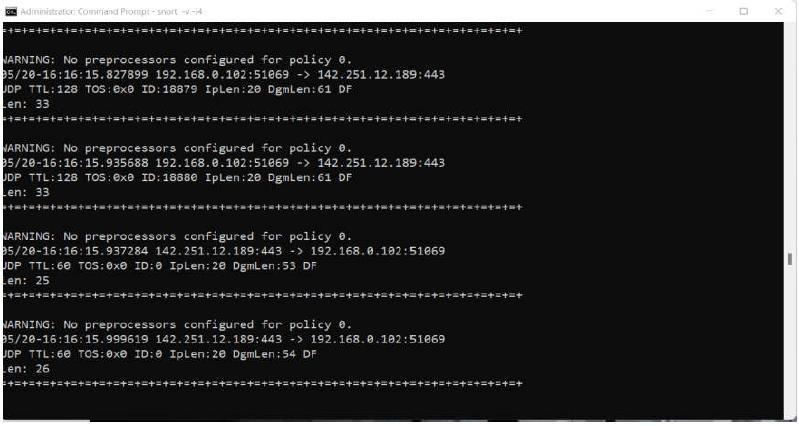 Administrator: Command Prompt - snort -v -i4
=+=+=+=+=+=+=+=+=+=+=+=+=+=+=+=+=+=+=+=+=+=+=+=+=+=+=+=+=+=+=+=+=+=+=+=+=+
WARNING: No preprocessors configured for policy 0.
05/20-16:16:15.827899 192.168.0.102:51069 -> 142.251.12.189:443
UDP TTL:128 TOS:0x0 ID:18879 IpLen:20 DgmLen:61 DF
Len: 33
=+=+=+=+=+=+=+=+=+=+=+=+=+=+=+=+=+=+=+=+=+=+=+=+=+=+=+=+=+=+=+=+=+=+=+=+=+
WARNING: No preprocessors configured for policy 0.
05/20-16:16:15.935688 192.168.0.102:51069 -> 142.251.12.189:443
UDP TTL:128 TOS:0x0 ID:18880 IpLen:20 DgmLen:61 DF
Len: 33
=+=+=+=+=+=+=+=+=+=+=+=+=+=+=+=+=+=+=+=+=+=+=+=+=+=+=+=+=+=+=+=+=+=+=+=+=+
WARNING: No preprocessors configured for policy 0.
05/20-16:16:15.937284 142.251.12.189:443 -> 192.168.0.102:51069
UDP TTL:60 TOS:0x0 ID:0 IpLen:20 DgmLen:53 DF
Len: 25
=+=+=+=+=+=+=+=+=+=+=+=+=+=+=+=+=+=+=+=+=+=+=+=+=+=+=+=+=+=+=+=+=+=+=+=+=+
WARNING: No preprocessors configured for policy 0.
05/20-16:16:15.999619 142.251.12.189:443 -> 192.168.0.102:51069
UDP TTL:60 TOS:0x0 ID:0 IpLen:20 DgmLen:54 DF
Len: 26
=+=+=+=+=+=+=+=+=+=+=+=+=+=+=+=+=+=+=+=+=+=+=+=+=+=+=+=+=+=+=+=+=+=+=+=+=+